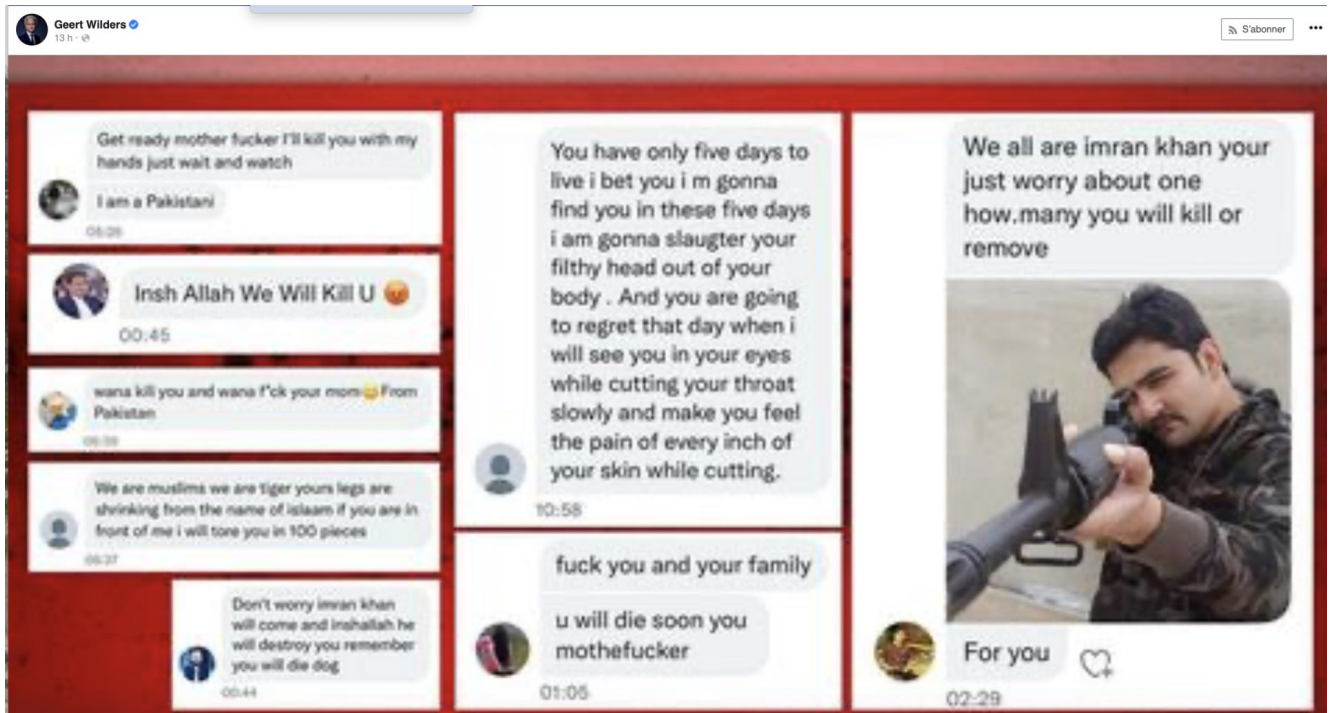 Geert Wilders
13 h
S'abonner
Get ready mother fucker I'll kill you with my
hands just wait and watch
I am a Pakistani
05:26
Insh Allah We Will Kill U 😡
00:45
wana kill you and wana f*ck your mom😊From
Pakistan
06:39
We are muslims we are tiger yours legs are
shrinking from the name of islaam if you are in
front of me i will tore you in 100 pieces
06:37
Don't worry imran khan
will come and inshallah he
will destroy you remember
you will die dog
00:44
You have only five days to
live i bet you i m gonna
find you in these five days
i am gonna slaugter your
filthy head out of your
body . And you are going
to regret that day when i
will see you in your eyes
while cutting your throat
slowly and make you feel
the pain of every inch of
your skin while cutting.
10:58
fuck you and your family
u will die soon you
mothefucker
01:05
We all are imran khan your
just worry about one
how.many you will kill or
remove
For you
02:29